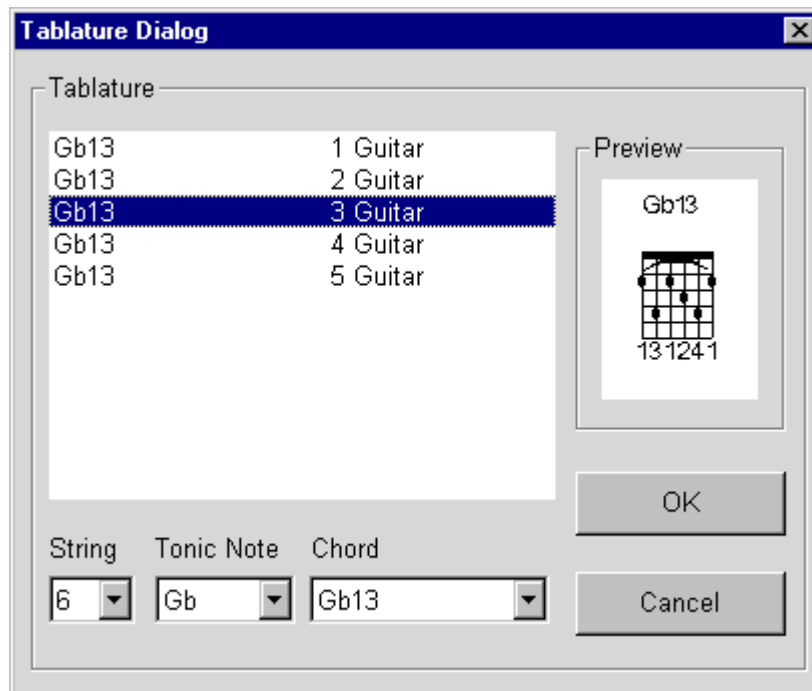 Tablature Dialog
Tablature
Gb13 1 Guitar
Gb13 2 Guitar
Gb13 3 Guitar
Gb13 4 Guitar
Gb13 5 Guitar
Preview
Gb13
131241
OK
String Tonic Note Chord
6 Gb Gb13
Cancel